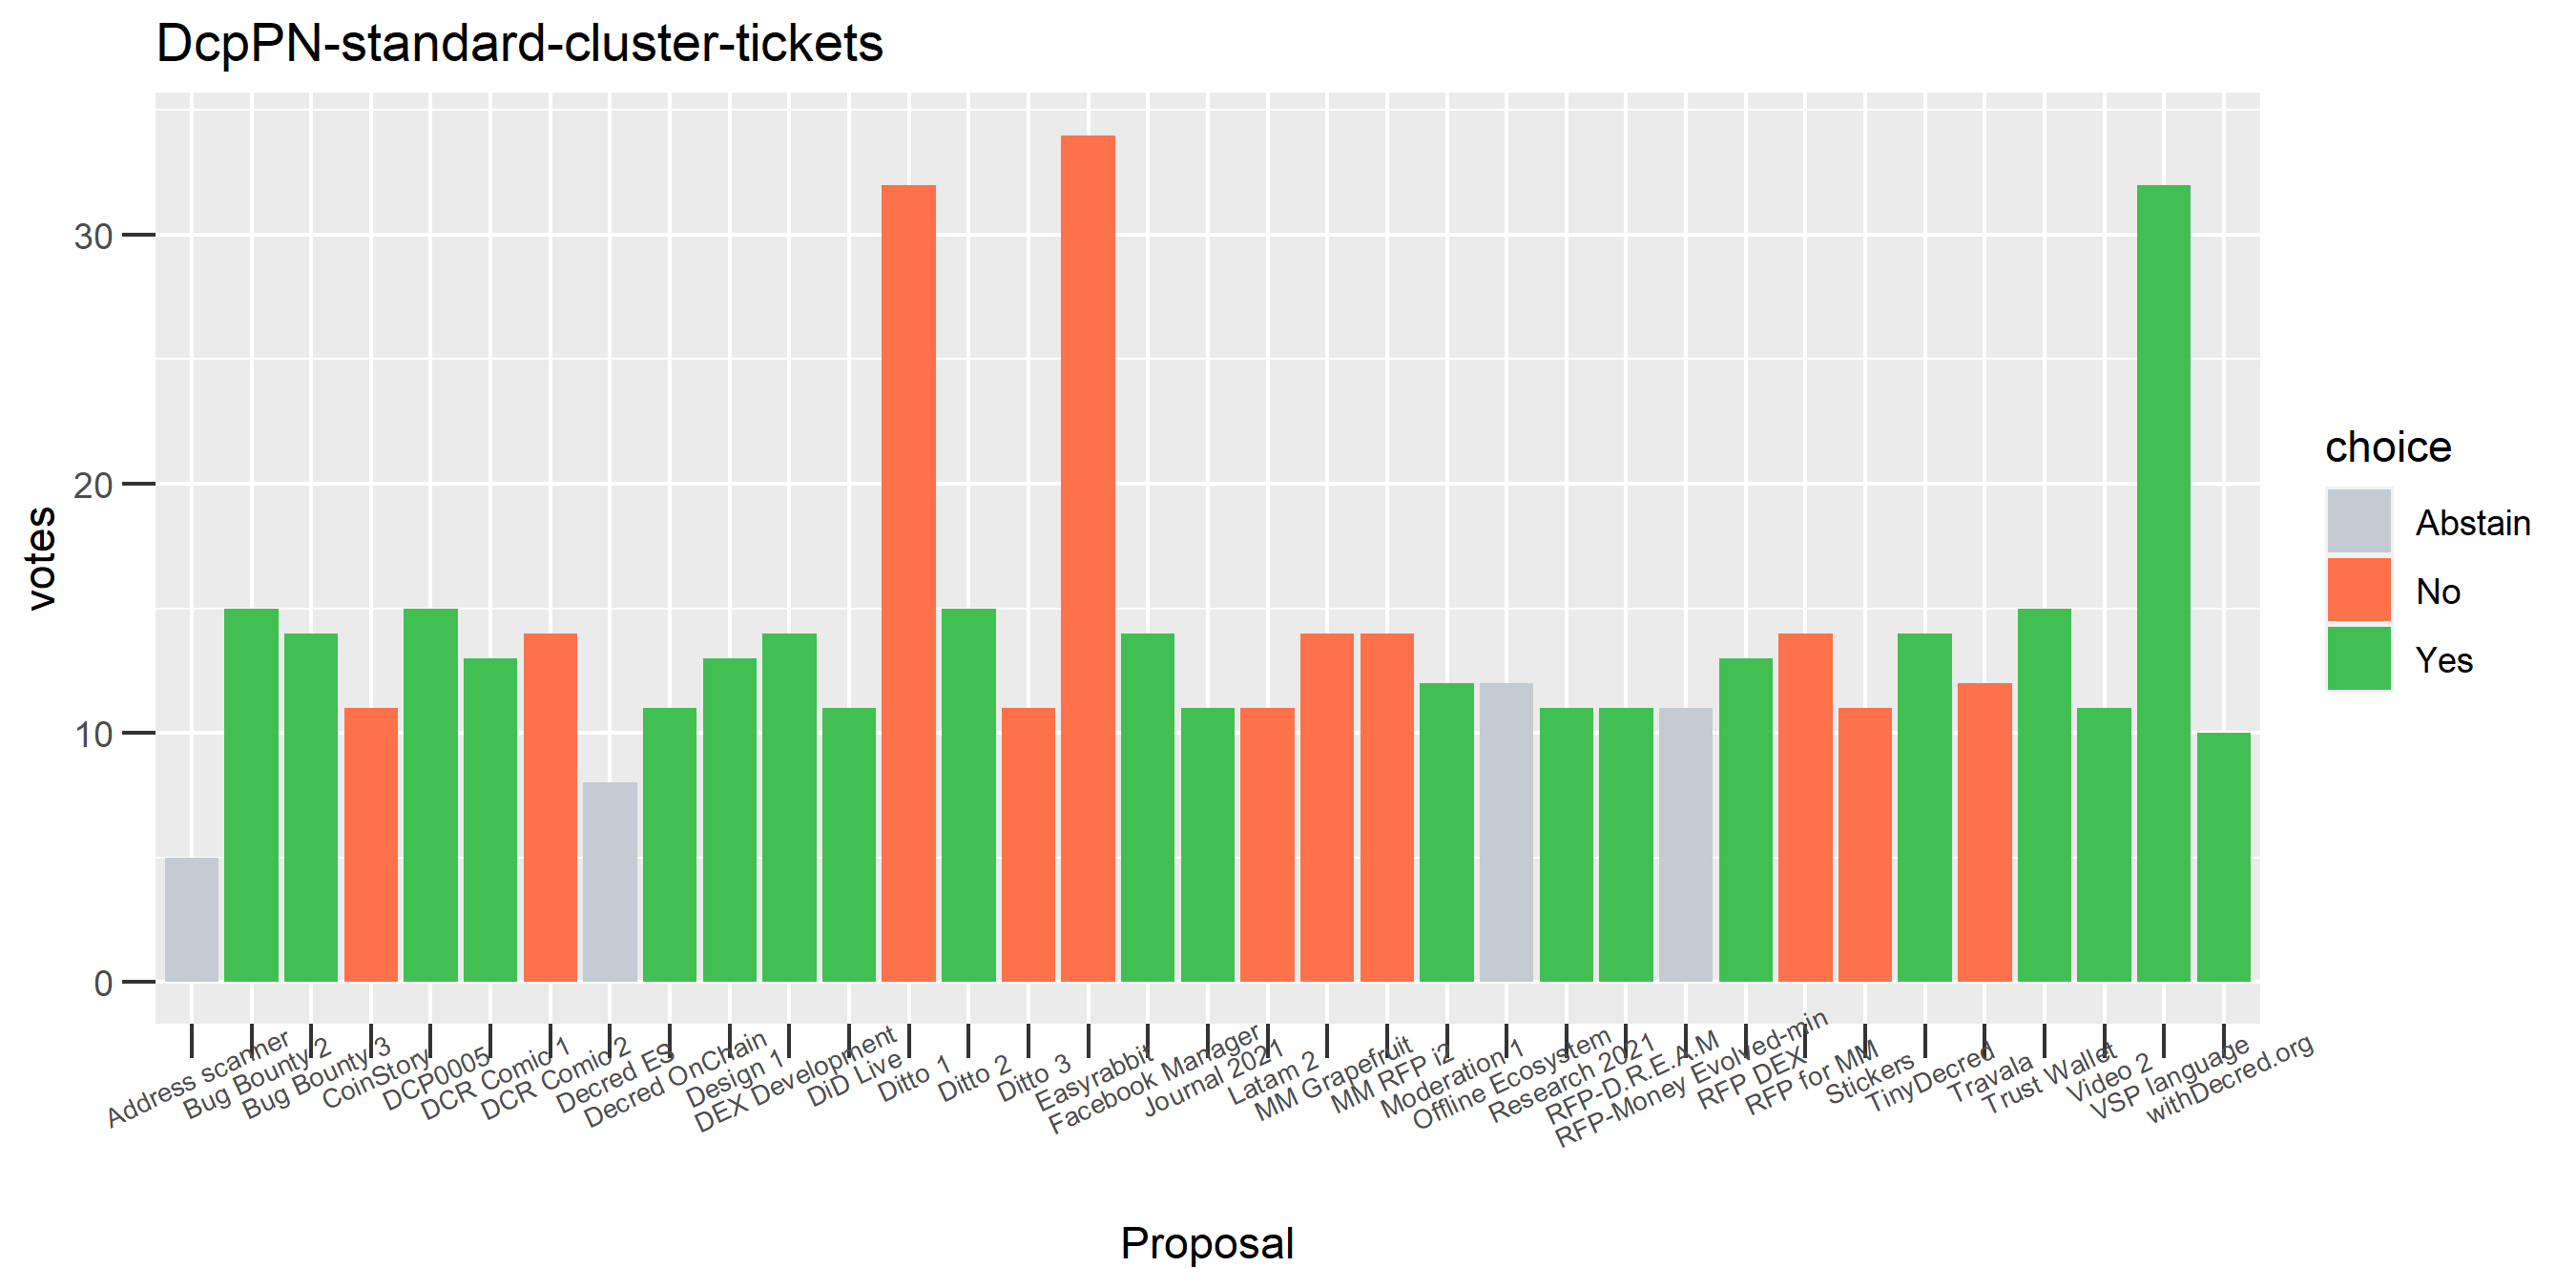 DcpPN-standard-cluster-tickets
votes
30
20
10
0
Address scanner
Bug Bounty 2
Bug Bounty 3
CoinStory
DCP0005
DCR Comic 1
DCR Comic 2
Decred ES
Decred OnChain
Design 1
DEX Development
DiD Live
Ditto 1
Ditto 2
Ditto 3
Easyrabbit
Facebook Manager
Journal 2021
Latam 2
MM Grapefruit
MM RFP i2
Moderation 1
Offline Ecosystem
Research 2021
RFP-D.R.E.A.M
RFP-Money Evolved-min
RFP DEX
RFP for MM
Stickers
TinyDecred
Travala
Trust Wallet
Video 2
VSP language
withDecred.org
Proposal
choice
Abstain
No
Yes